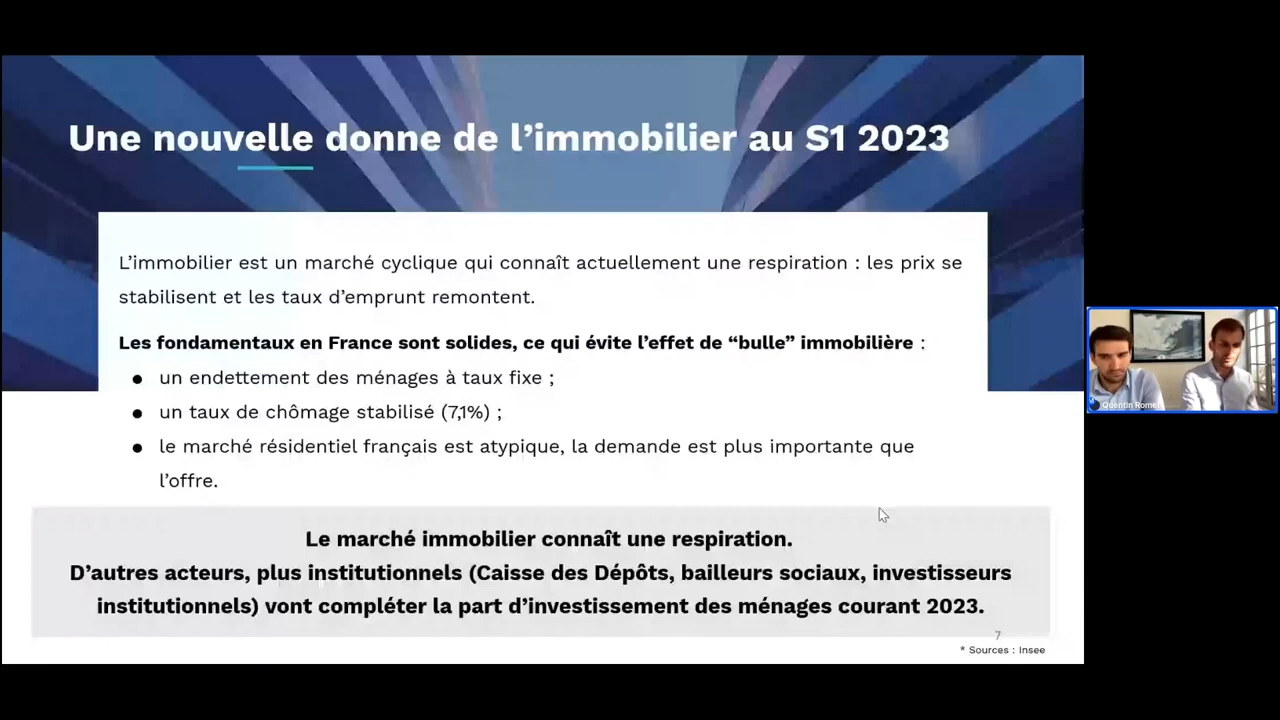 Une nouvelle donne de l’immobilier au S1 2023
L’immobilier est un marché cyclique qui connaît actuellement une respiration : les prix se
stabilisent et les taux d’emprunt remontent.
Les fondamentaux en France sont solides, ce qui évite l’effet de “bulle” immobilière :
● un endettement des ménages à taux fixe ;
● un taux de chômage stabilisé (7,1%) ;
● le marché résidentiel français est atypique, la demande est plus importante que
l’offre.
Le marché immobilier connaît une respiration.
D’autres acteurs, plus institutionnels (Caisse des Dépôts, bailleurs sociaux, investisseurs
institutionnels) vont compléter la part d’investissement des ménages courant 2023.
7
* Sources : Insee
Quentin